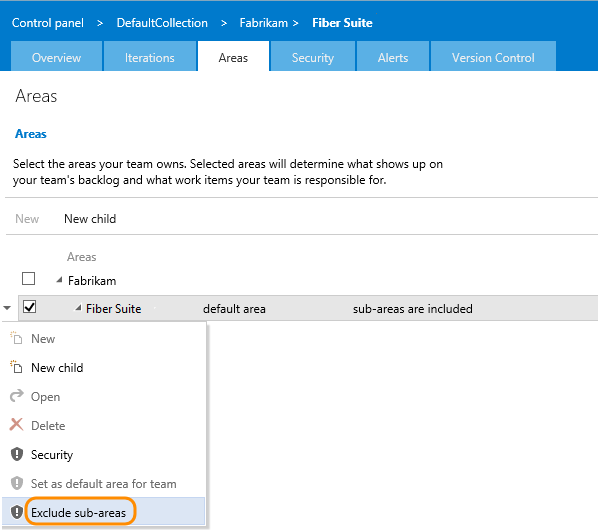 Control panel > DefaultCollection > Fabrikam > Fiber Suite
Overview Iterations Areas Security Alerts Version Control
Areas
Areas
Select the areas your team owns. Selected areas will determine what shows up on
your team's backlog and what work items your team is responsible for.
New New child
Areas
Fabrikam
Fiber Suite default area sub-areas are included
New
New child
Open
Delete
Security
Set as default area for team
Exclude sub-areas